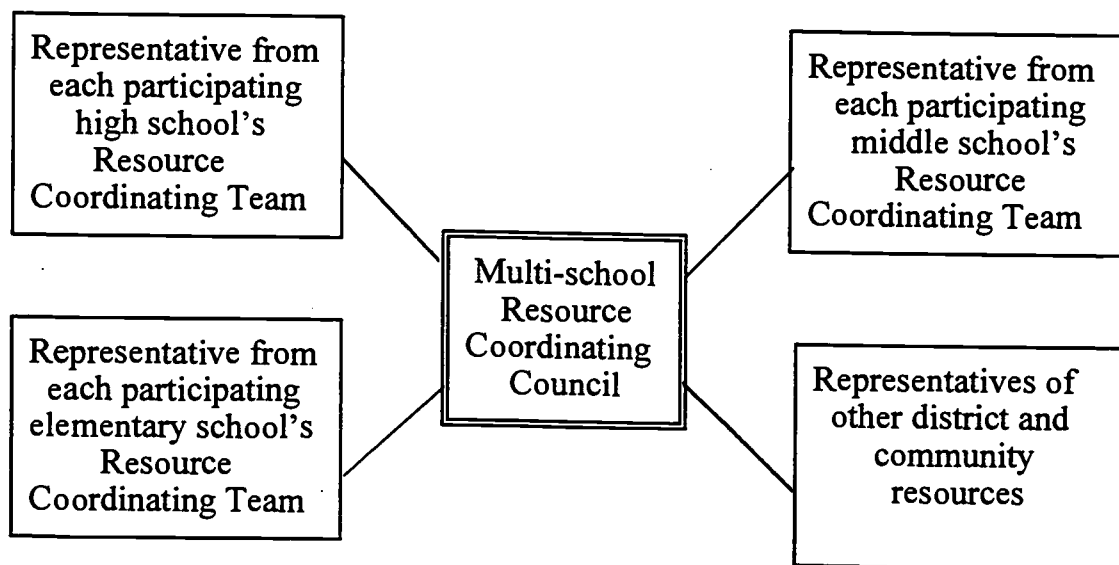 Representative from
each participating
high school's
Resource
Coordinating Team
Representative from
each participating
middle school's
Resource
Coordinating Team
Multi-school
Resource
Coordinating
Council
Representative from
each participating
elementary school's
Resource
Coordinating Team
Representatives of
other district and
community
resources